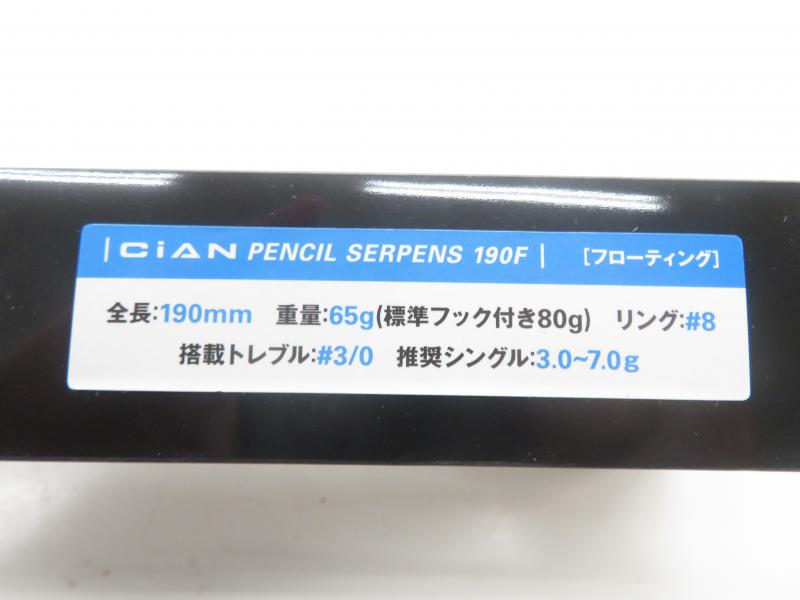 | CiAN PENCIL SERPENS 190F | [フローティング]
全長:190mm 重量:65g(標準フック付き80g) リング:#8
搭載トレブル:#3/0 推奨シングル:3.0~7.0g